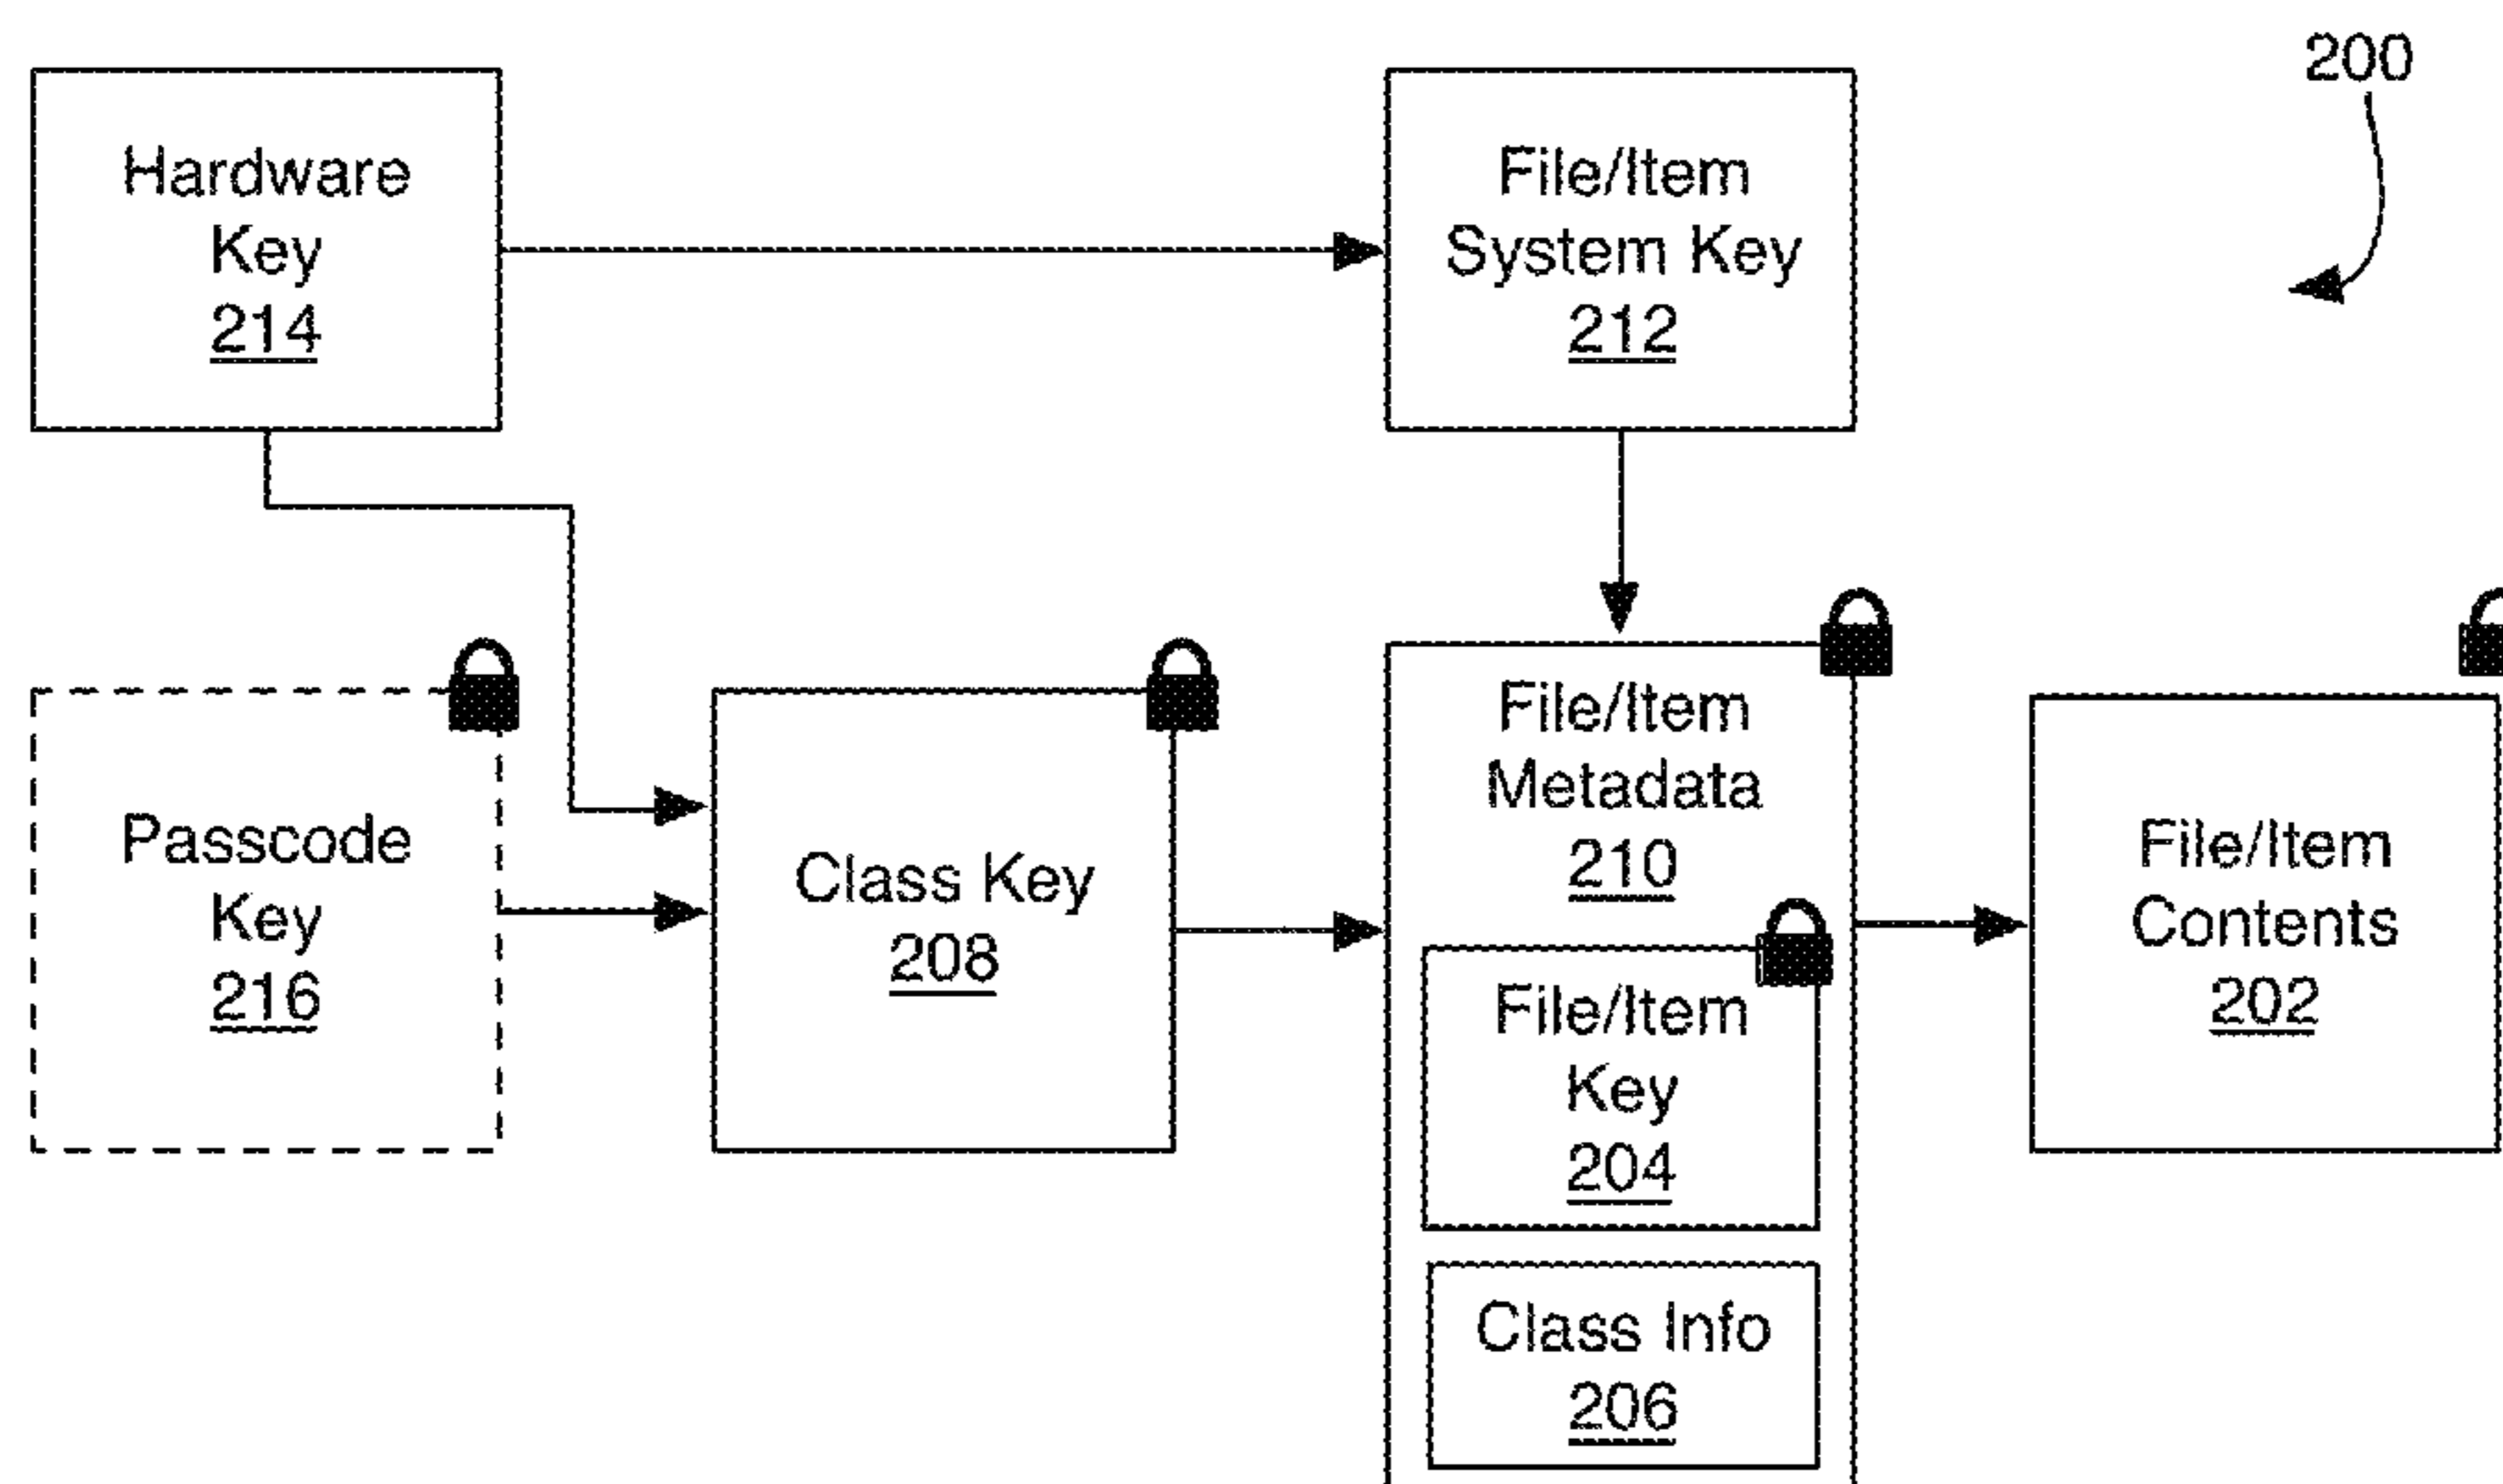 200
Hardware
Key
214
File/Item
System Key
212
Passcode
Key
216
Class Key
208
File/Item
Metadata
210
File/Item
Key
204
Class Info
206
File/Item
Contents
202